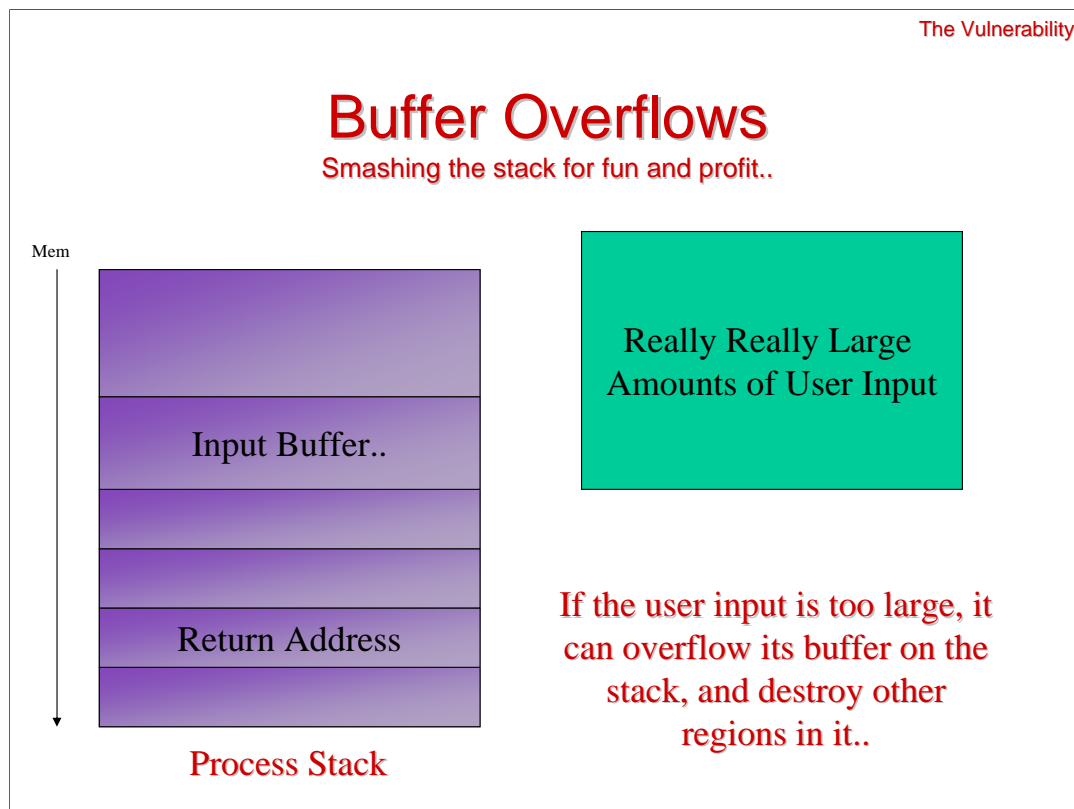 The Vulnerability
Buffer Overflows
Smashing the stack for fun and profit..
Mem
Input Buffer..
Return Address
Process Stack
Really Really Large
Amounts of User Input
If the user input is too large, it
can overflow its buffer on the
stack, and destroy other
regions in it..